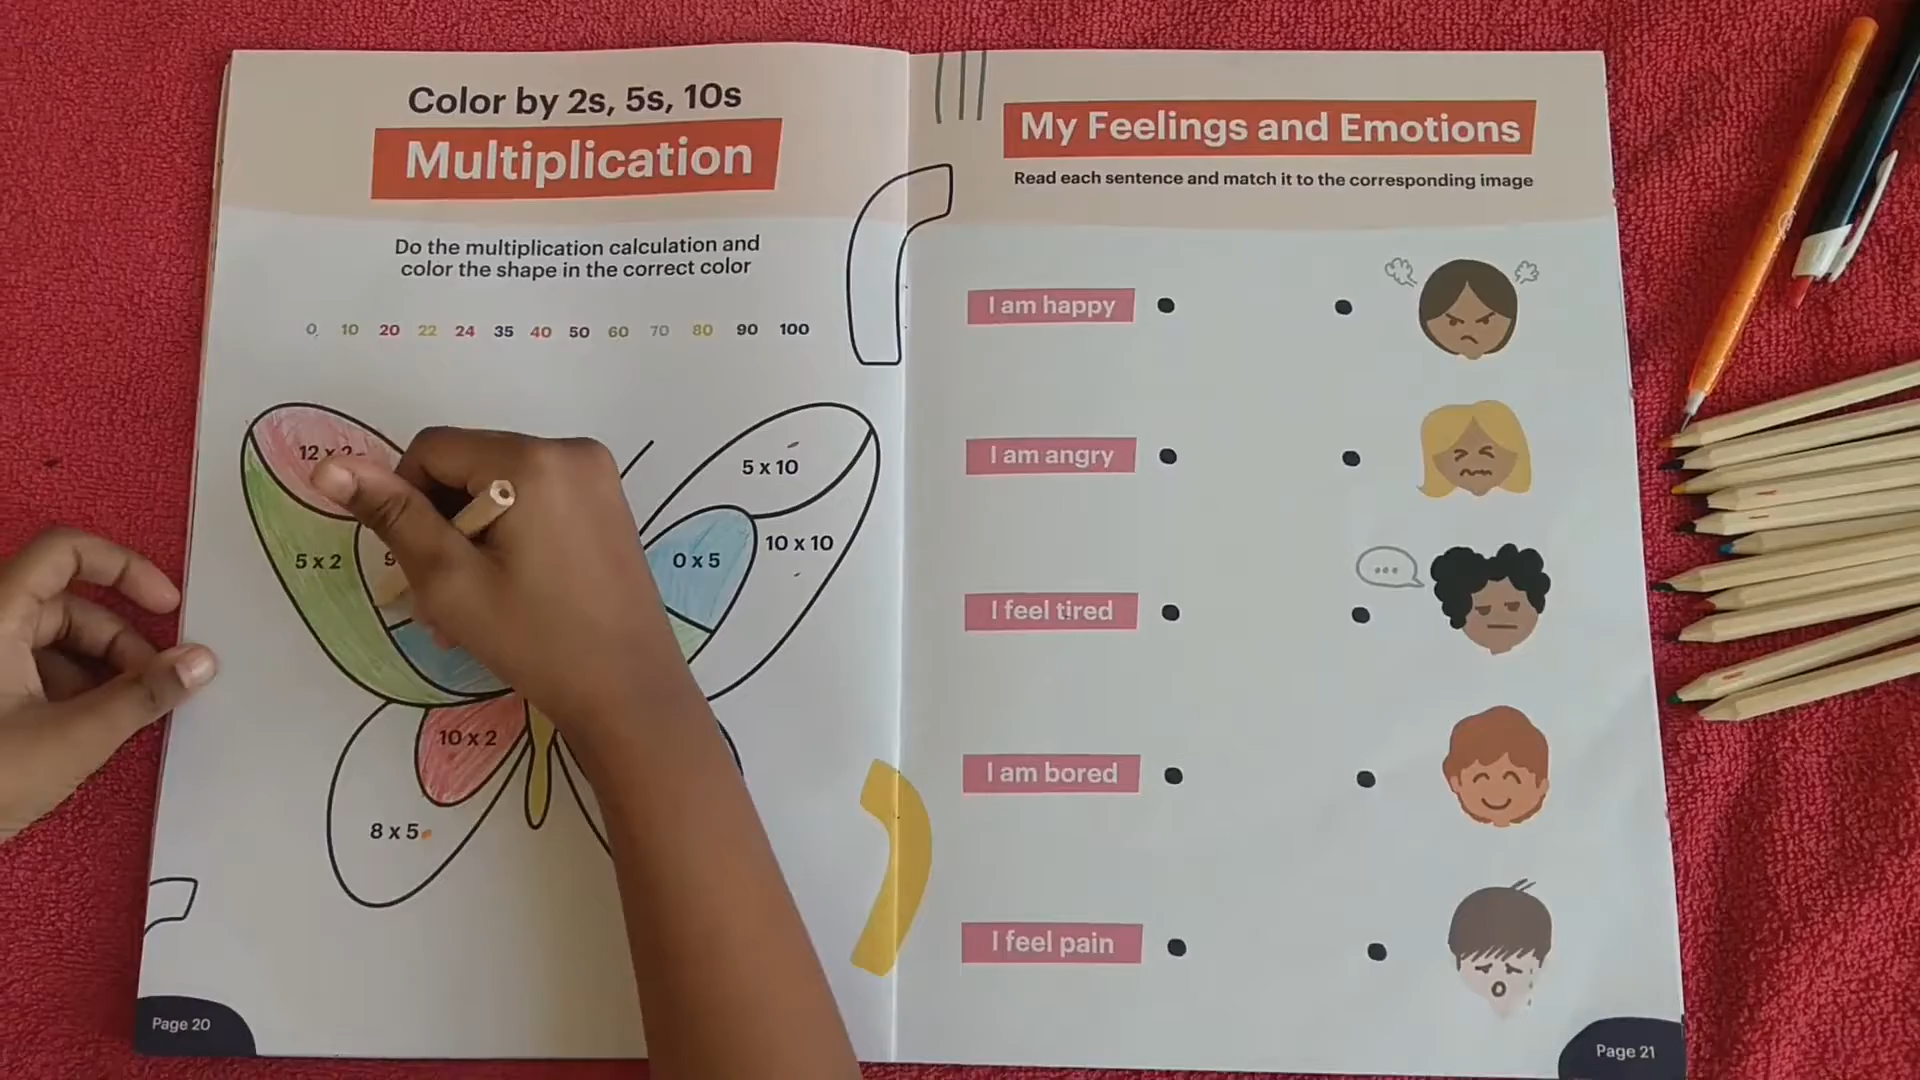 Color by 2s, 5s, 10s
Multiplication
Do the multiplication calculation and
color the shape in the correct color
0 10 20 22 24 35 40 50 60 70 80 90 100
12 x 2
5 x 10
5 x 2
9
0 x 5
10 x 10
10 x 2
8 x 5
Page 20
My Feelings and Emotions
Read each sentence and match it to the corresponding image
I am happy
I am angry
I feel tired
...
I am bored
I feel pain
Page 21